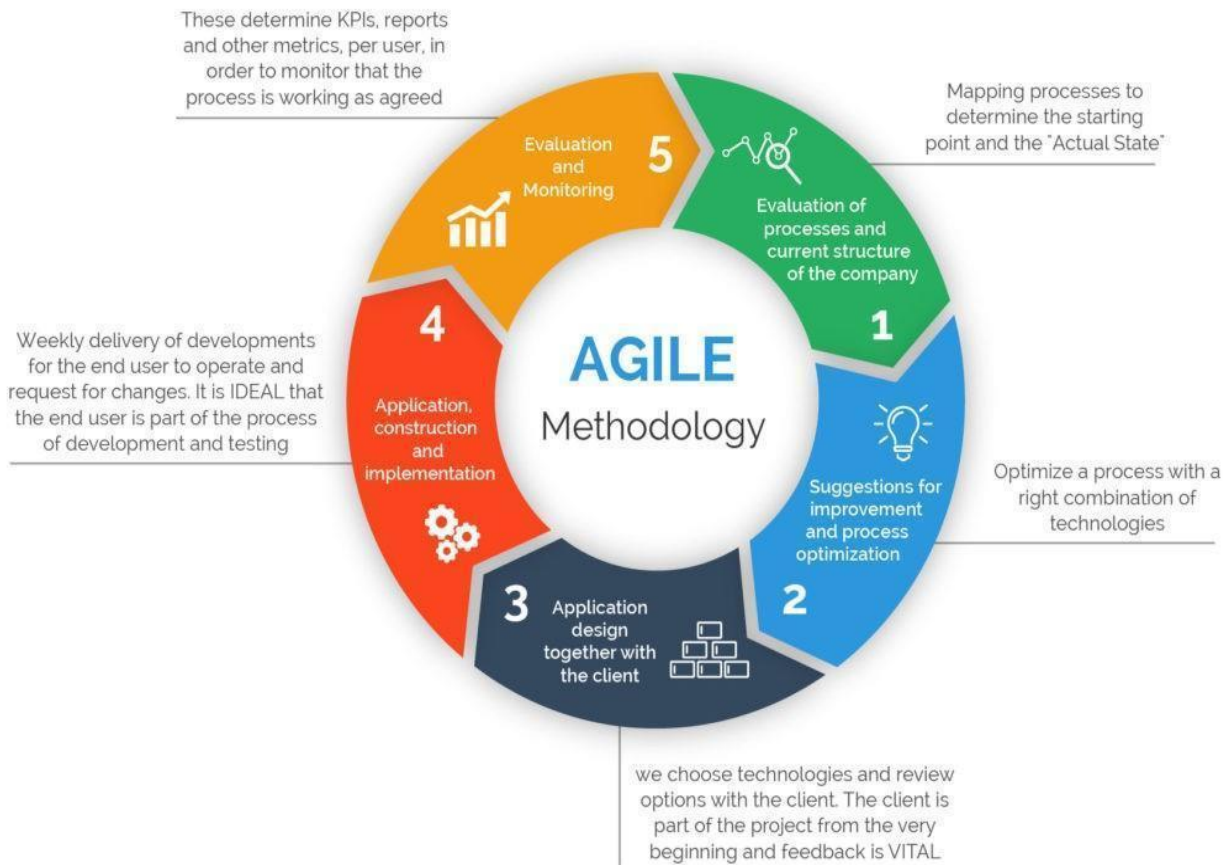 These determine KPIs, reports
and other metrics, per user, in
order to monitor that the
process is working as agreed
Mapping processes to
determine the starting
point and the "Actual State"
5
Evaluation
and
Monitoring
Evaluation of
processes and
current structure
of the company
1
4
Weekly delivery of developments
for the end user to operate and
request for changes. It is IDEAL that
the end user is part of the process
of development and testing
Application,
construction
and
implementation
AGILE
Methodology
Suggestions for
improvement
and process
optimization
2
Optimize a process with a
right combination of
technologies
3
Application
design
together with
the client
we choose technologies and review
options with the client. The client is
part of the project from the very
beginning and feedback is VITAL